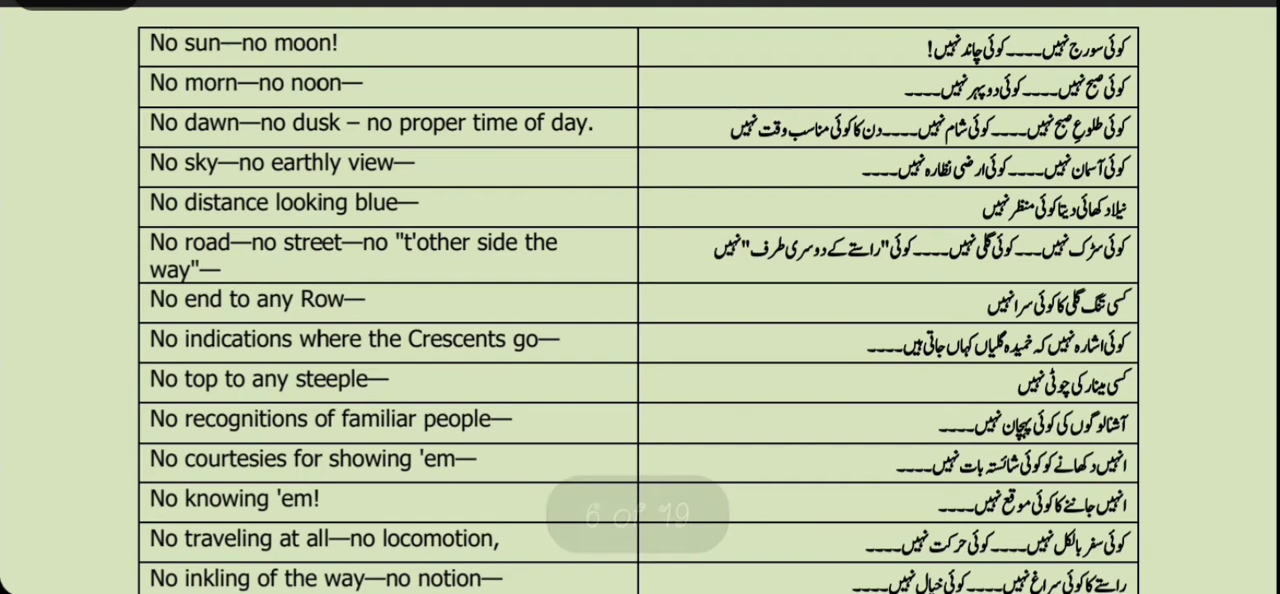 No sun—no moon!
کوئی سورج نہیں۔۔۔۔کوئی چاند نہیں!
No morn—no noon—
کوئی صبح نہیں۔۔۔۔کوئی دوپہر نہیں۔۔۔۔
No dawn—no dusk – no proper time of day.
کوئی طلوعِ صبح نہیں۔۔۔۔کوئی شام نہیں۔۔۔۔دن کا کوئی مناسب وقت نہیں
No sky—no earthly view—
کوئی آسمان نہیں۔۔۔۔کوئی ارضی نظارہ نہیں۔۔۔۔
No distance looking blue—
نیلا دکھائی دیتا کوئی منظر نہیں
No road—no street—no "t'other side the
way"—
کوئی سڑک نہیں۔۔۔کوئی گلی نہیں۔۔۔۔کوئی "راستے کے دوسری طرف" نہیں
No end to any Row—
کسی تنگ گلی کا کوئی سرا نہیں
No indications where the Crescents go—
کوئی اشارہ نہیں کہ خمیدہ گلیاں کہاں جاتی ہیں۔۔۔۔
No top to any steeple—
کسی مینار کی چوٹی نہیں
No recognitions of familiar people—
آشنا لوگوں کی کوئی پہچان نہیں۔۔۔۔
No courtesies for showing 'em—
انہیں دکھانے کو کوئی شائستہ بات نہیں۔۔۔۔
No knowing 'em!
انہیں جاننے کا کوئی موقع نہیں۔۔۔۔
6 of 19
No traveling at all—no locomotion,
کوئی سفر بالکل نہیں۔۔۔۔کوئی حرکت نہیں۔۔۔۔
No inkling of the way—no notion—
راستے کا کوئی سراغ نہیں۔۔۔۔کوئی خیال نہیں۔۔۔۔